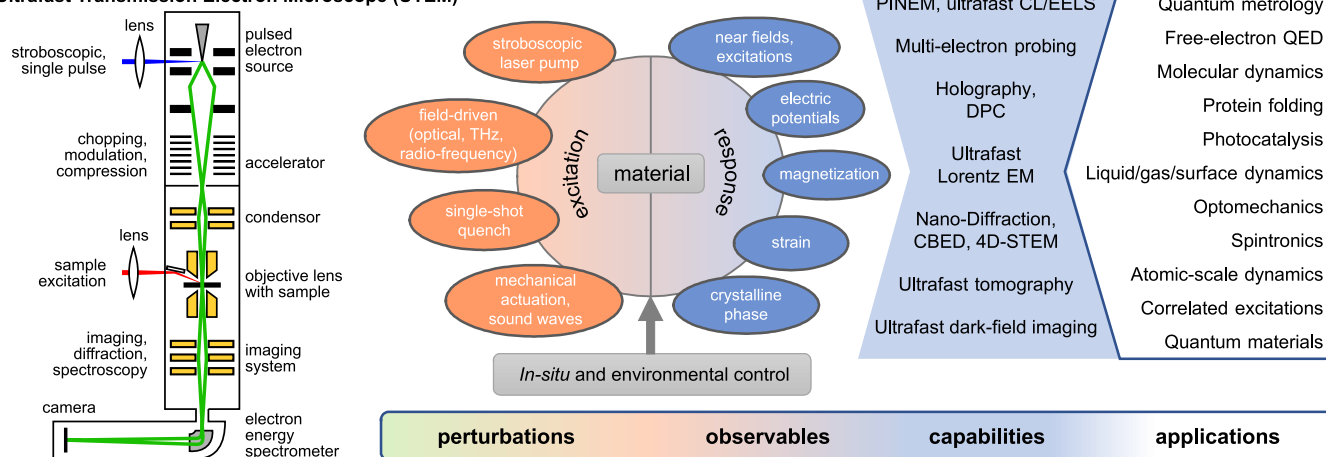 Ultrafast Transmission Electron Microscope (UTEM)
lens
stroboscopic,
single pulse
pulsed
electron
source
chopping,
modulation,
compression
accelerator
condensor
lens
sample
excitation
objective lens
with sample
imaging,
diffraction,
spectroscopy
imaging
system
camera
electron
energy
spectrometer
stroboscopic
laser pump
field-driven
(optical, THz,
radio-frequency)
single-shot
quench
mechanical
actuation,
sound waves
excitation
material
response
near fields,
excitations
electric
potentials
magnetization
strain
crystalline
phase
In-situ and environmental control
PINEM, ultrafast CL/EELS
Multi-electron probing
Holography,
DPC
Ultrafast
Lorentz EM
Nano-Diffraction,
CBED, 4D-STEM
Ultrafast tomography
Ultrafast dark-field imaging
Quantum metrology
Free-electron QED
Molecular dynamics
Protein folding
Photocatalysis
Liquid/gas/surface dynamics
Optomechanics
Spintronics
Atomic-scale dynamics
Correlated excitations
Quantum materials
perturbations
observables
capabilities
applications